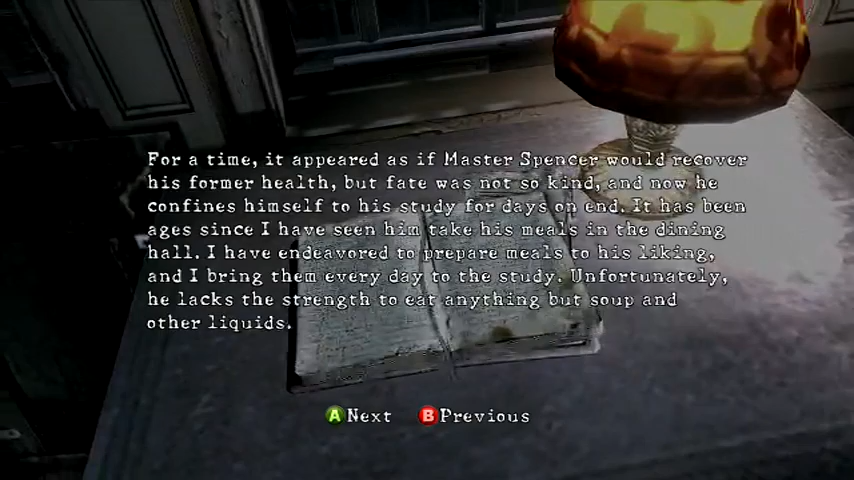 For a time, it appeared as if Master Spencer would recover
his former health, but fate was not so kind, and now he
confines himself to his study for days on end. It has been
ages since I have seen him take his meals in the dining
hall. I have endeavored to prepare meals to his liking,
and I bring them every day to the study. Unfortunately,
he lacks the strength to eat anything but soup and
other liquids.
A Next B Previous